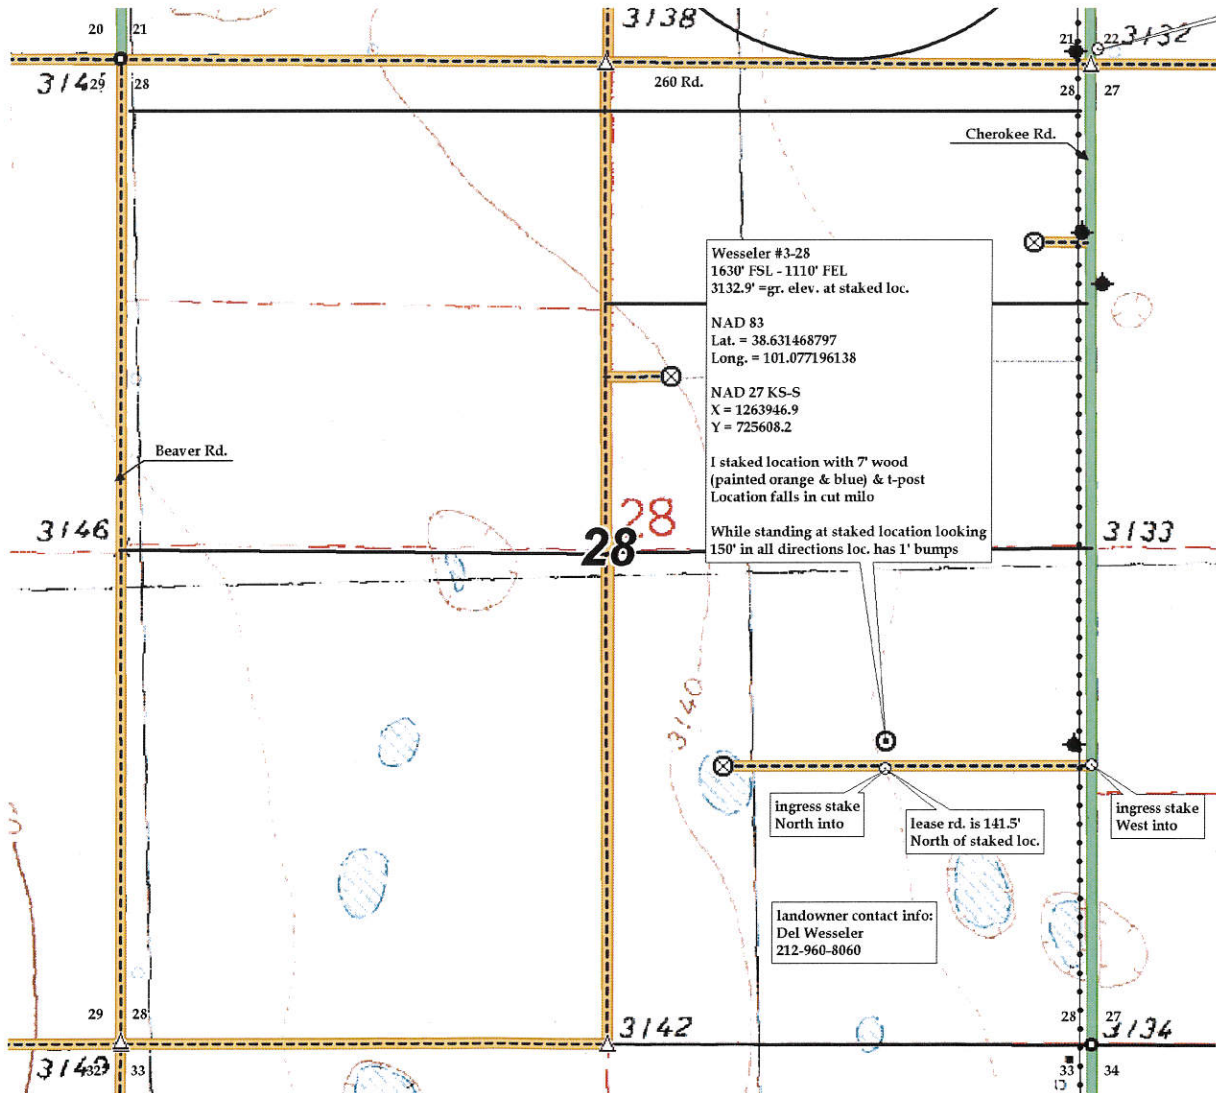 20 21
3138
21 22
3132
3145
29 28
260 Rd.
28 27
Cherokee Rd.
Wesseler #3-28
1630' FSL - 1110' FEL
3132.9' =gr. elev. at staked loc.
NAD 83
Lat. = 38.631468797
Long. = 101.077196138
NAD 27 KS-S
X = 1263946.9
Y = 725608.2
I staked location with 7' wood
(painted orange & blue) & t-post
Location falls in cut milo
While standing at staked location looking
150' in all directions loc. has 1' bumps
Beaver Rd.
3146
28
28
3133
3140
ingress stake
North into
lease rd. is 141.5'
North of staked loc.
ingress stake
West into
landowner contact info:
Del Wesseler
212-960-8060
29 28
3142
28 27
3134
3149
32 33
33 34